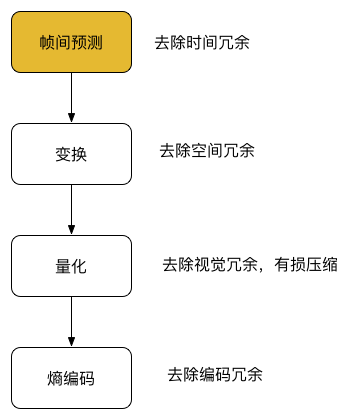 帧间预测
去除时间冗余
变换
去除空间冗余
量化
去除视觉冗余，有损压缩
熵编码
去除编码冗余